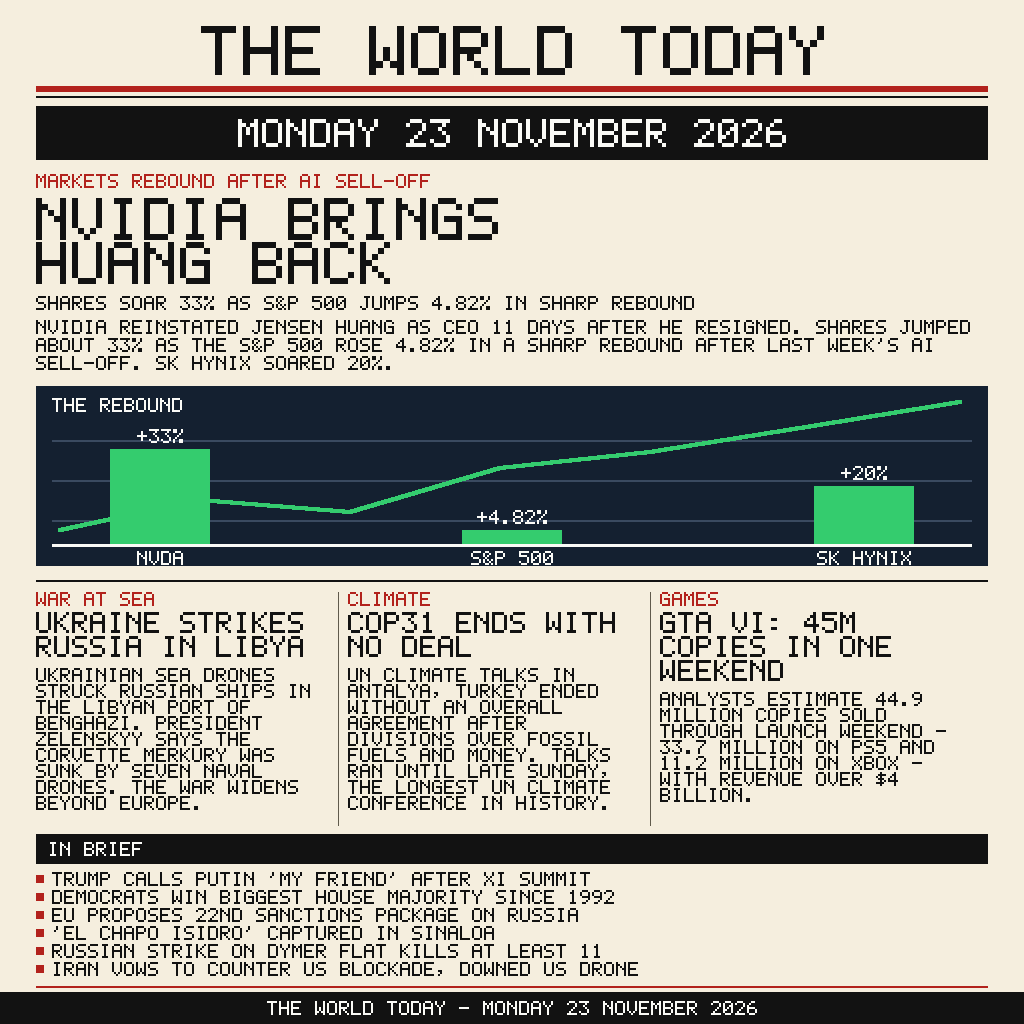 THE WORLD TODAY
MONDAY 23 NOVEMBER 2026
MARKETS REBOUND AFTER AI SELL-OFF
NVIDIA BRINGS
HUANG BACK
SHARES SOAR 33% AS S&P 500 JUMPS 4.82% IN SHARP REBOUND
NVIDIA REINSTATED JENSEN HUANG AS CEO 11 DAYS AFTER HE RESIGNED. SHARES JUMPED
ABOUT 33% AS THE S&P 500 ROSE 4.82% IN A SHARP REBOUND AFTER LAST WEEK'S AI
SELL-OFF. SK HYNIX SOARED 20%.
THE REBOUND
+33%
+4.82%
+20%
NVDA
S&P 500
SK HYNIX
WAR AT SEA
UKRAINE STRIKES
RUSSIA IN LIBYA
UKRAINIAN SEA DRONES
STRUCK RUSSIAN SHIPS IN
THE LIBYAN PORT OF
BENGHAZI. PRESIDENT
ZELENSKYY SAYS THE
CORVETTE MERKURY WAS
SUNK BY SEVEN NAVAL
DRONES. THE WAR WIDENS
BEYOND EUROPE.
CLIMATE
COP31 ENDS WITH
NO DEAL
UN CLIMATE TALKS IN
ANTALYA, TURKEY ENDED
WITHOUT AN OVERALL
AGREEMENT AFTER
DIVISIONS OVER FOSSIL
FUELS AND MONEY. TALKS
RAN UNTIL LATE SUNDAY,
THE LONGEST UN CLIMATE
CONFERENCE IN HISTORY.
GAMES
GTA VI: 45M
COPIES IN ONE
WEEKEND
ANALYSTS ESTIMATE 44.9
MILLION COPIES SOLD
THROUGH LAUNCH WEEKEND -
33.7 MILLION ON PS5 AND
11.2 MILLION ON XBOX -
WITH REVENUE OVER $4
BILLION.
IN BRIEF
TRUMP CALLS PUTIN 'MY FRIEND' AFTER XI SUMMIT
DEMOCRATS WIN BIGGEST HOUSE MAJORITY SINCE 1992
EU PROPOSES 22ND SANCTIONS PACKAGE ON RUSSIA
'EL CHAPO ISIDRO' CAPTURED IN SINALOA
RUSSIAN STRIKE ON DYMER FLAT KILLS AT LEAST 11
IRAN VOWS TO COUNTER US BLOCKADE, DOWNED US DRONE
THE WORLD TODAY - MONDAY 23 NOVEMBER 2026